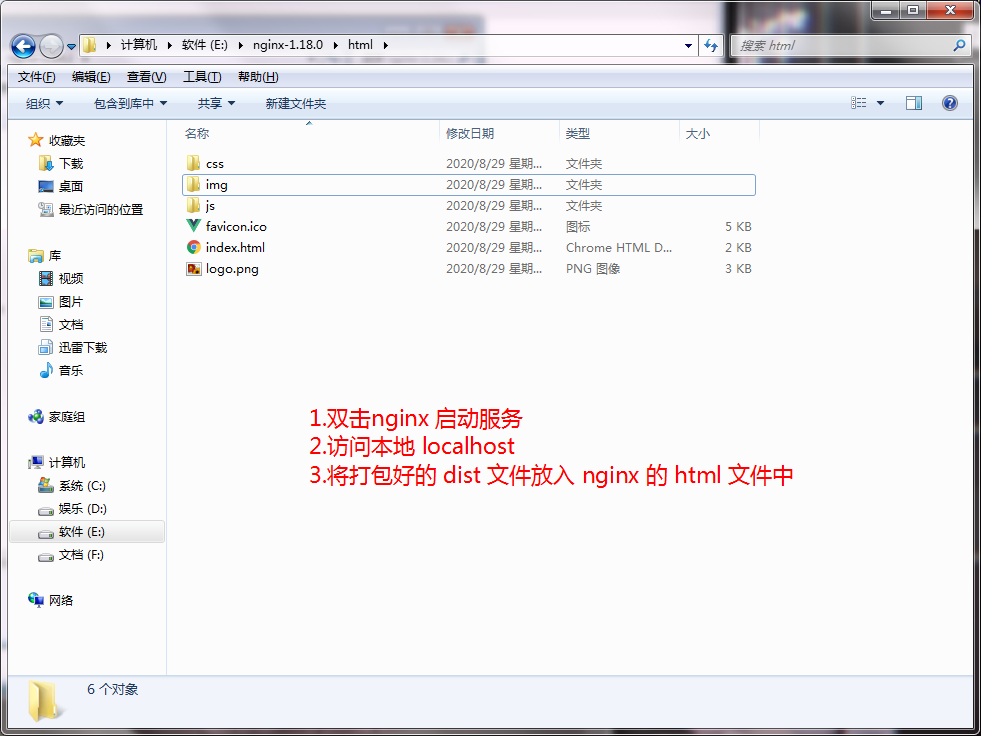 计算机 软件 (E:) nginx-1.18.0 html 搜索 html
文件(F) 编辑(E) 查看(V) 工具(T) 帮助(H)
组织 包含到库中 共享 新建文件夹
收藏夹
下载
桌面
最近访问的位置
库
视频
图片
文档
迅雷下载
音乐
家庭组
计算机
系统 (C:)
娱乐 (D:)
软件 (E:)
文档 (F:)
网络
名称 修改日期 类型 大小
css 2020/8/29 星期... 文件夹
img 2020/8/29 星期... 文件夹
js 2020/8/29 星期... 文件夹
favicon.ico 2020/8/29 星期... 图标 5 KB
index.html 2020/8/29 星期... Chrome HTML D... 2 KB
logo.png 2020/8/29 星期... PNG 图像 3 KB
1.双击nginx 启动服务
2.访问本地 localhost
3.将打包好的 dist 文件放入 nginx 的 html 文件中
6 个对象